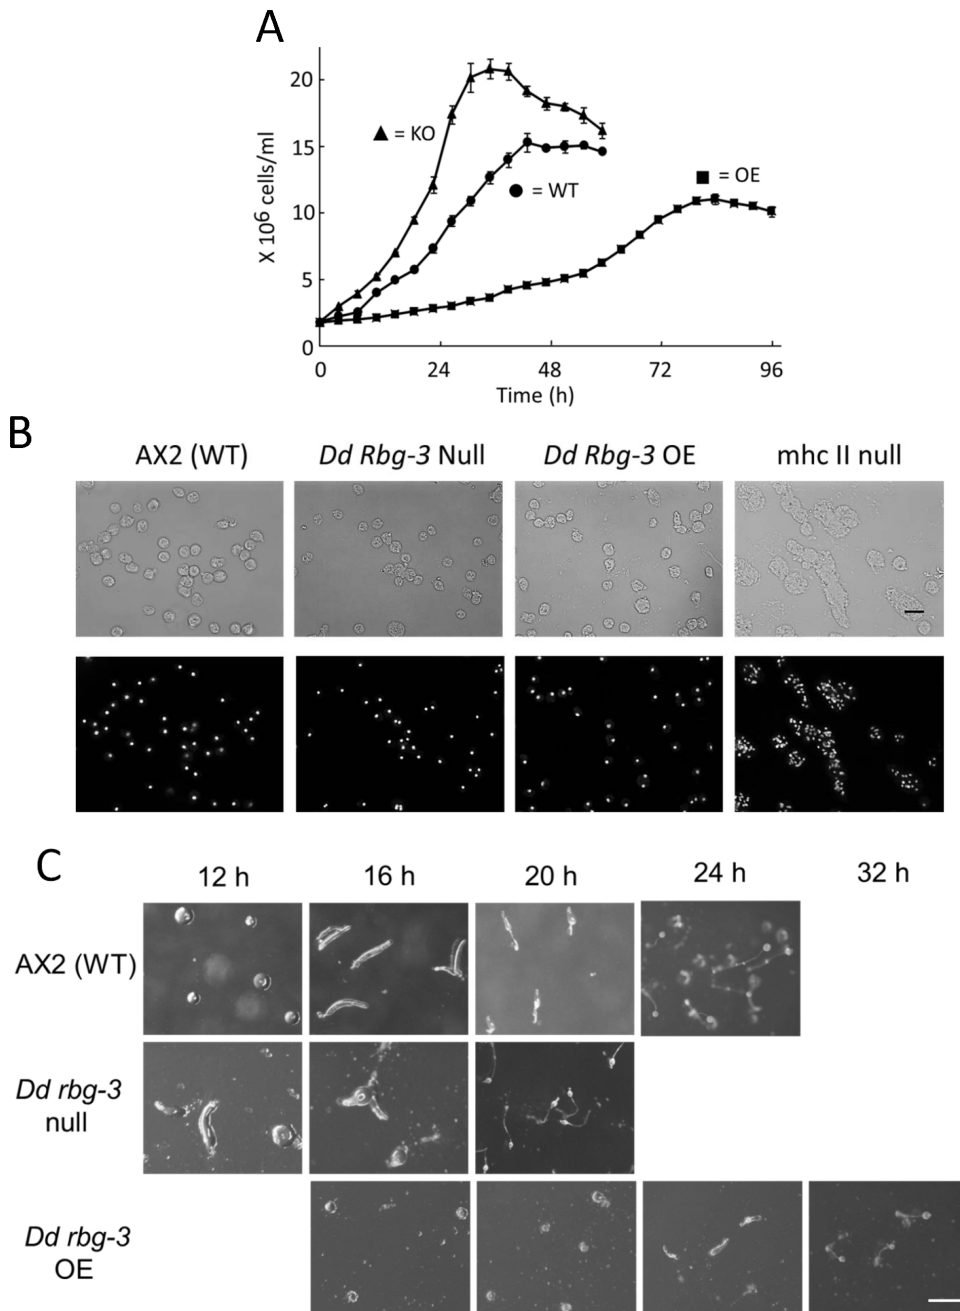 A
20
15
10
5
0
X 10⁶ cells/ml
▲ = KO
● = WT
■ = OE
0 24 48 72 96
Time (h)
B
AX2 (WT) Dd Rbg-3 Null Dd Rbg-3 OE mhc II null
C
12 h 16 h 20 h 24 h 32 h
AX2 (WT)
Dd rbg-3
null
Dd rbg-3
OE